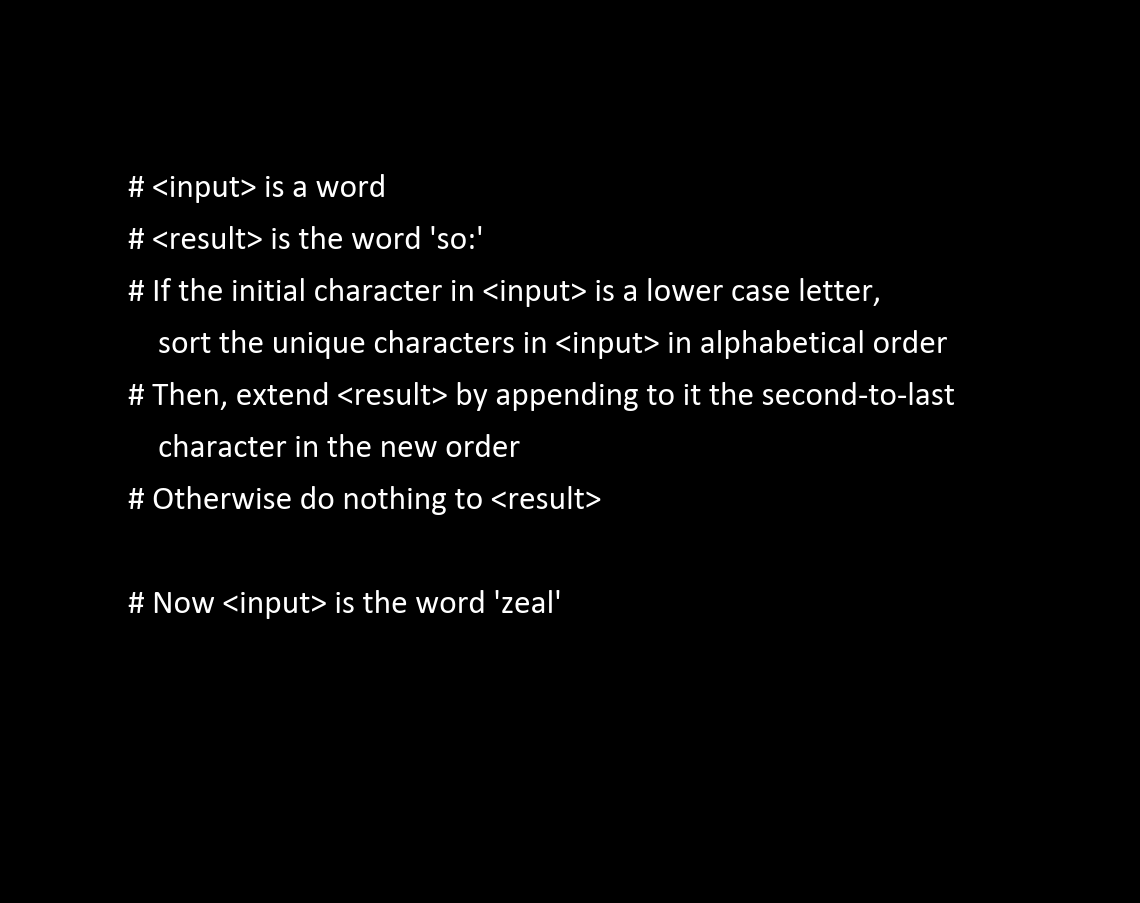 # <input> is a word
# <result> is the word 'so:'
# If the initial character in <input> is a lower case letter,
sort the unique characters in <input> in alphabetical order
# Then, extend <result> by appending to it the second-to-last
character in the new order
# Otherwise do nothing to <result>
# Now <input> is the word 'zeal'